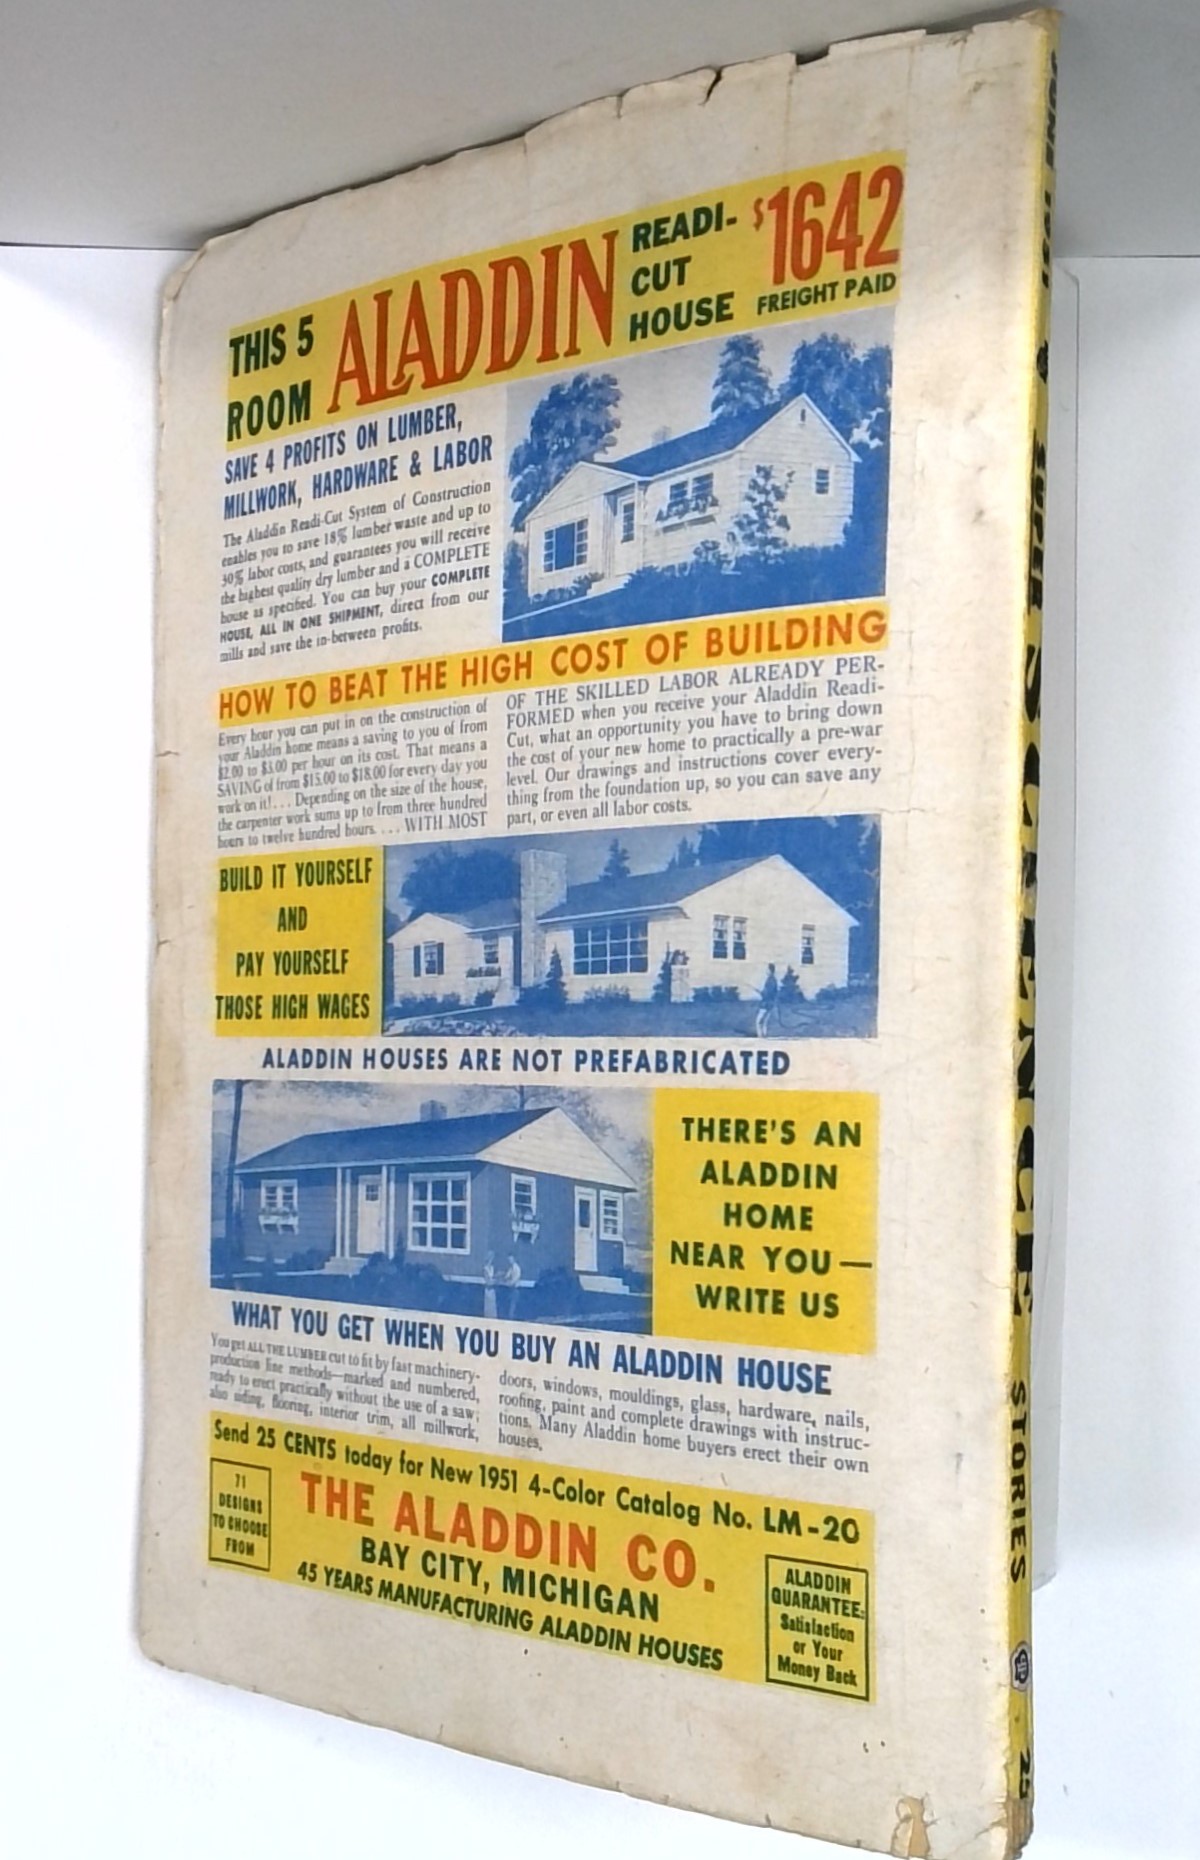 THIS 5
ROOM
ALADDIN
READI-
CUT
HOUSE
$1642
FREIGHT PAID
SAVE 4 PROFITS ON LUMBER,
MILLWORK, HARDWARE & LABOR
The Aladdin Readi-Cut System of Construction
enables you to save 18% lumber waste and up to
30% labor costs, and guarantees you will receive
the highest quality dry lumber and a COMPLETE
house as specified. You can buy your COMPLETE
HOUSE, ALL IN ONE SHIPMENT, direct from our
mills and save the in-between profits.
HOW TO BEAT THE HIGH COST OF BUILDING
Every hour you can put in on the construction of
your Aladdin home means a saving to you of from
$2.00 to $3.00 per hour on its cost. That means a
SAVING of from $15.00 to $18.00 for every day you
work on it! . . . Depending on the size of the house,
the carpenter work sums up to from three hundred
hours to twelve hundred hours. . . . WITH MOST
OF THE SKILLED LABOR ALREADY PER-
FORMED when you receive your Aladdin Readi-
Cut, what an opportunity you have to bring down
the cost of your new home to practically a pre-war
level. Our drawings and instructions cover every-
thing from the foundation up, so you can save any
part, or even all labor costs.
BUILD IT YOURSELF
AND
PAY YOURSELF
THOSE HIGH WAGES
ALADDIN HOUSES ARE NOT PREFABRICATED
THERE'S AN
ALADDIN
HOME
NEAR YOU—
WRITE US
WHAT YOU GET WHEN YOU BUY AN ALADDIN HOUSE
You get ALL THE LUMBER cut to fit by fast machinery-
production line methods—marked and numbered,
ready to erect practically without the use of a saw;
also siding, flooring, interior trim, all millwork,
doors, windows, mouldings, glass, hardware, nails,
roofing, paint and complete drawings with instruc-
tions. Many Aladdin home buyers erect their own
houses.
Send 25 CENTS today for New 1951 4-Color Catalog No. LM-20
71
DESIGNS
TO CHOOSE
FROM
THE ALADDIN CO.
BAY CITY, MICHIGAN
45 YEARS MANUFACTURING ALADDIN HOUSES
ALADDIN
GUARANTEE:
Satisfaction
or Your
Money Back
JUNE 1951 SUPER SCIENCE STORIES 25